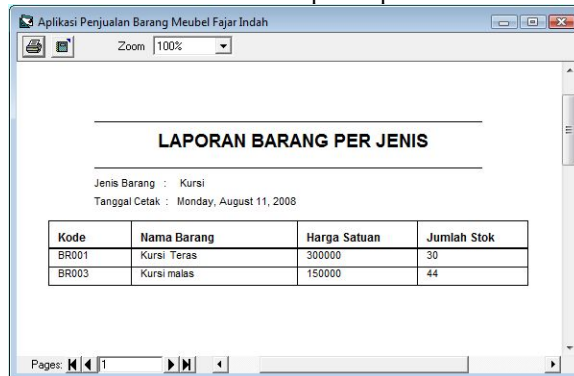 Aplikasi Penjualan Barang Meubel Fajar Indah
Zoom 100%
LAPORAN BARANG PER JENIS
Jenis Barang : Kursi
Tanggal Cetak : Monday, August 11, 2008
Kode Nama Barang Harga Satuan Jumlah Stok
BR001 Kursi Teras 300000 30
BR003 Kursi malas 150000 44
Pages: 1